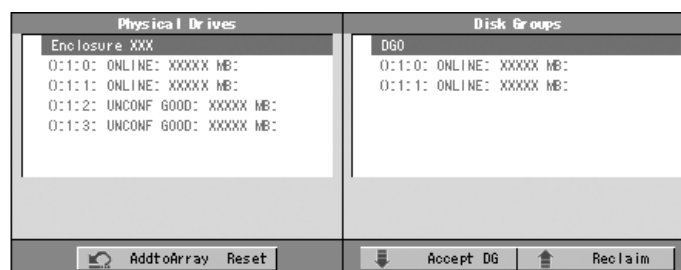 Physical Drives
Enclosure XXX
0:1:0: ONLINE: XXXXX MB:
0:1:1: ONLINE: XXXXX MB:
0:1:2: UNCONF GOOD: XXXXX MB:
0:1:3: UNCONF GOOD: XXXXX MB:
AddtoArray Reset
Disk Groups
DG0
0:1:0: ONLINE: XXXXX MB:
0:1:1: ONLINE: XXXXX MB:
Accept DG
Reclaim